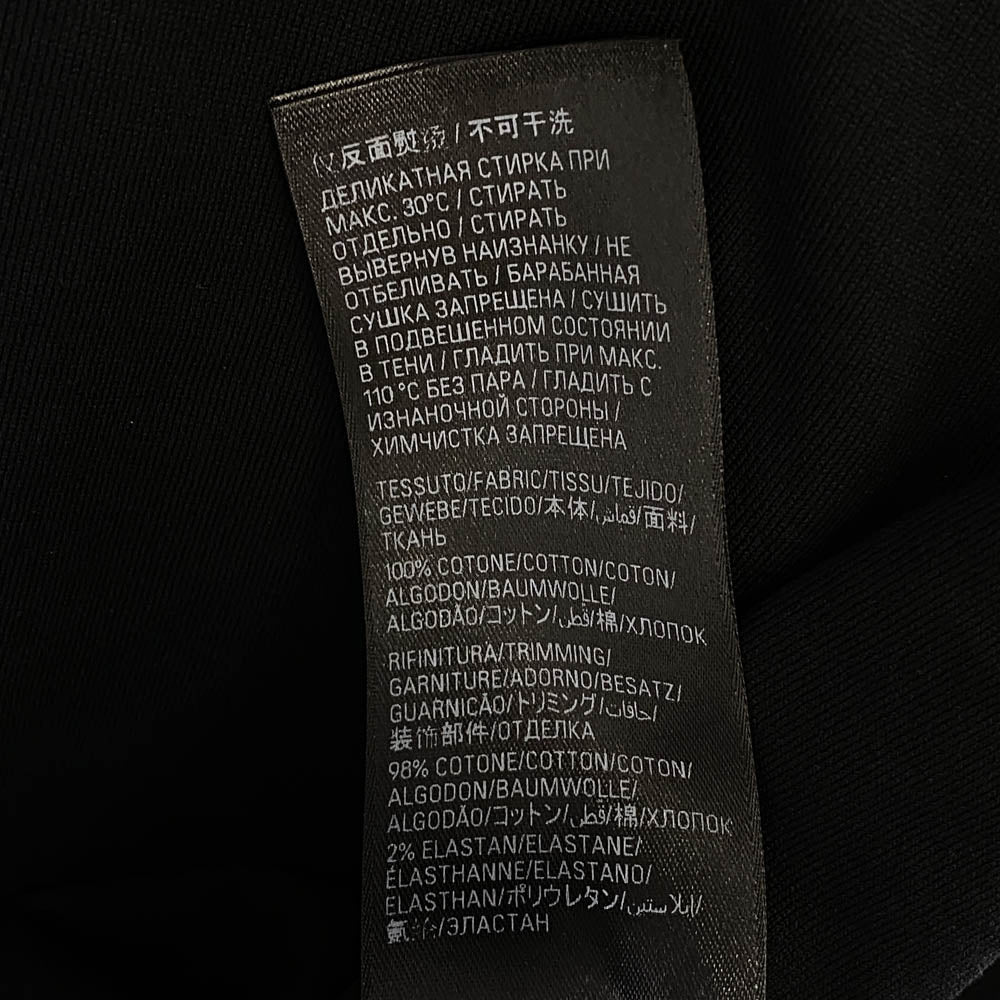 反面熨烫 / 不可干洗
ДЕЛИКАТНАЯ СТИРКА ПРИ
МАКС. 30°C / СТИРАТЬ
ОТДЕЛЬНО / СТИРАТЬ
ВЫВЕРНУВ НАИЗНАНКУ / НЕ
ОТБЕЛИВАТЬ / БАРАБАННАЯ
СУШКА ЗАПРЕЩЕНА / СУШИТЬ
В ПОДВЕШЕННОМ СОСТОЯНИИ
В ТЕНИ / ГЛАДИТЬ ПРИ МАКС.
110 °C БЕЗ ПАРА / ГЛАДИТЬ С
ИЗНАНОЧНОЙ СТОРОНЫ /
ХИМЧИСТКА ЗАПРЕЩЕНА
TESSUTO/FABRIC/TISSU/TEJIDO/
GEWEBE/TECIDO/本体/قماش/面料/
ТКАНЬ
100% COTONE/COTTON/COTON/
ALGODON/BAUMWOLLE/
ALGODÃO/コットン/قطن/棉/ХЛОПОК
RIFINITURA/TRIMMING/
GARNITURE/ADORNO/BESATZ/
GUARNIÇÃO/トリミング/حافات/
装饰部件/ОТДЕЛКА
98% COTONE/COTTON/COTON/
ALGODON/BAUMWOLLE/
ALGODÃO/コットン/قطن/棉/ХЛОПОК
2% ELASTAN/ELASTANE/
ÉLASTHANNE/ELASTANO/
ELASTHAN/ポリウレタン/إيلاستين/
氨纶/ЭЛАСТАН